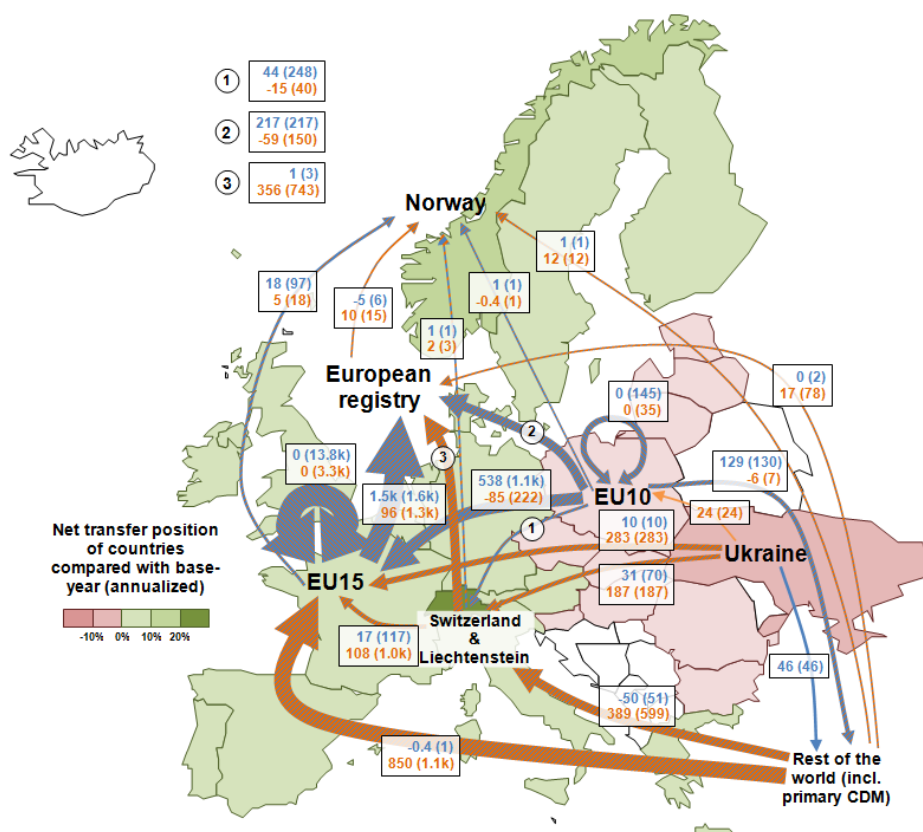 1
44 (248)
-15 (40)
2
217 (217)
-59 (150)
3
1 (3)
356 (743)
Norway
1 (1)
12 (12)
18 (97)
5 (18)
-5 (6)
10 (15)
1 (1)
-0.4 (1)
1 (1)
2 (3)
European
registry
0 (2)
17 (78)
0 (145)
0 (35)
2
3
0 (13.8k)
0 (3.3k)
1.5k (1.6k)
96 (1.3k)
538 (1.1k)
-85 (222)
129 (130)
-6 (7)
EU10
24 (24)
1
10 (10)
283 (283)
Ukraine
Net transfer position
of countries
compared with base-
year (annualized)
-10%
0%
10%
20%
EU15
31 (70)
187 (187)
Switzerland
&
Liechtenstein
17 (117)
108 (1.0k)
46 (46)
-50 (51)
389 (599)
-0.4 (1)
850 (1.1k)
Rest of the
world (incl.
primary CDM)